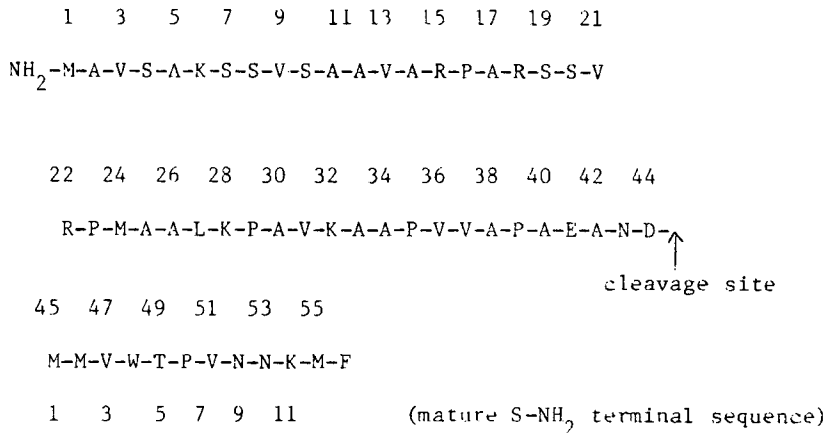 1 3 5 7 9 11 13 15 17 19 21
NH2-M-A-V-S-A-K-S-S-V-S-A-A-V-A-R-P-A-R-S-S-V
22 24 26 28 30 32 34 36 38 40 42 44
R-P-M-A-A-L-K-P-A-V-K-A-A-P-V-V-A-P-A-E-A-N-D-
cleavage site
45 47 49 51 53 55
M-M-V-W-T-P-V-N-N-K-M-F
1 3 5 7 9 11 (mature S-NH2 terminal sequence)